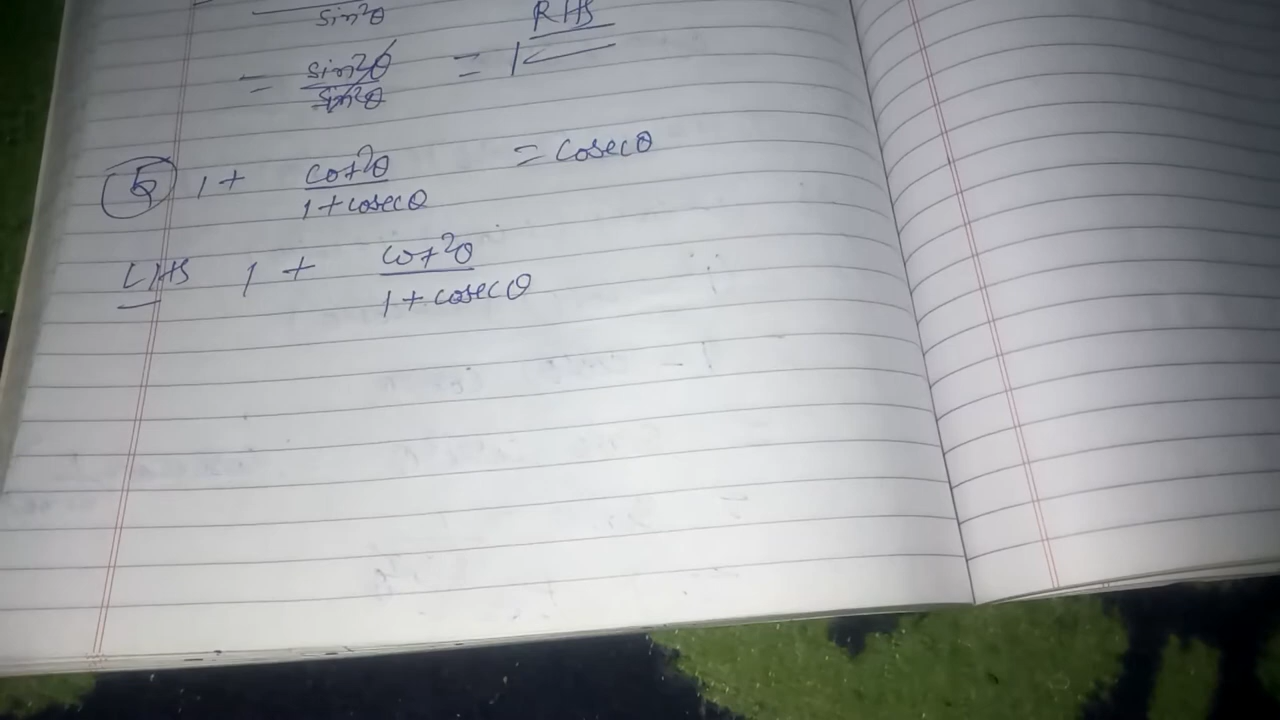 sin²θ
RHS
= sin²θ/sin²θ = 1
5 1 + cot²θ/1+cosecθ = cosecθ
LHS 1 + cot²θ/1+cosecθ